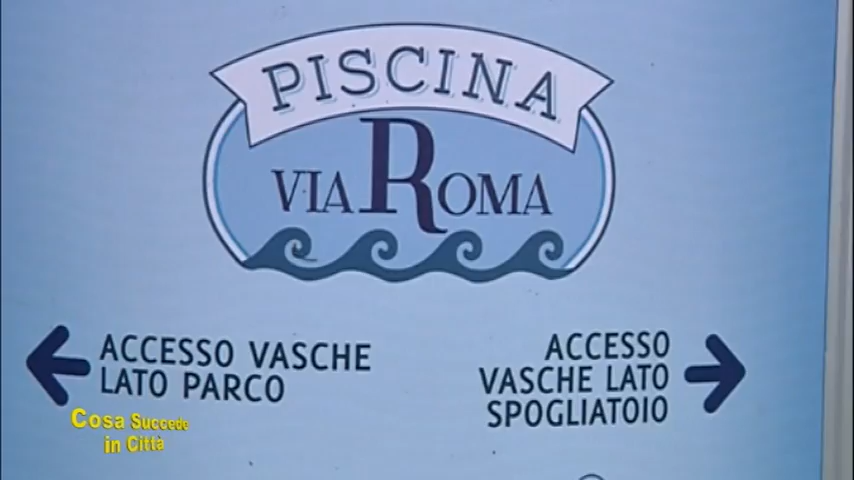 PISCINA
VIA ROMA
ACCESSO VASCHE
LATO PARCO
ACCESSO
VASCHE LATO
SPOGLIATOIO
Cosa Succede
in Città